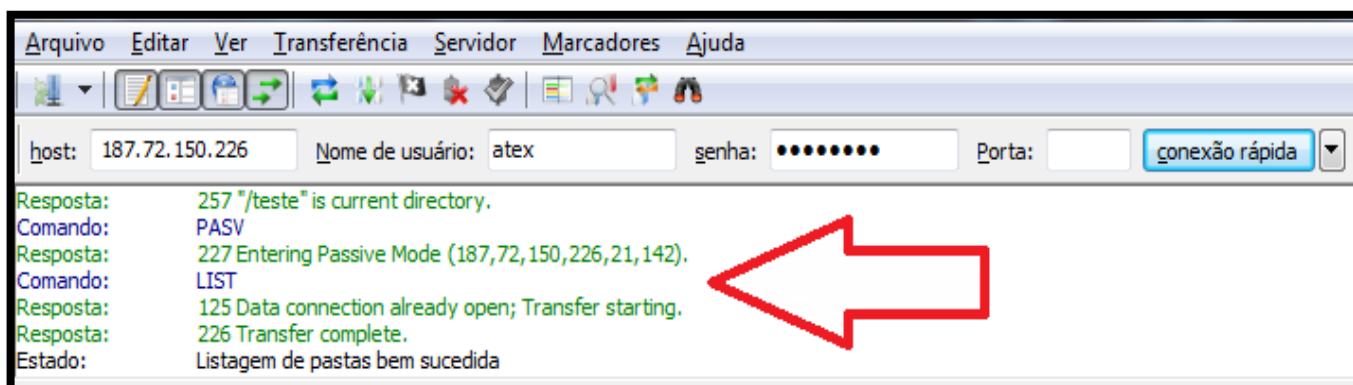 Arquivo Editar Ver Transferência Servidor Marcadores Ajuda
host: 187.72.150.226 Nome de usuário: atex senha: •••••••• Porta: conexão rápida
Resposta: 257 "/teste" is current directory.
Comando: PASV
Resposta: 227 Entering Passive Mode (187,72,150,226,21,142).
Comando: LIST
Resposta: 125 Data connection already open; Transfer starting.
Resposta: 226 Transfer complete.
Estado: Listagem de pastas bem sucedida